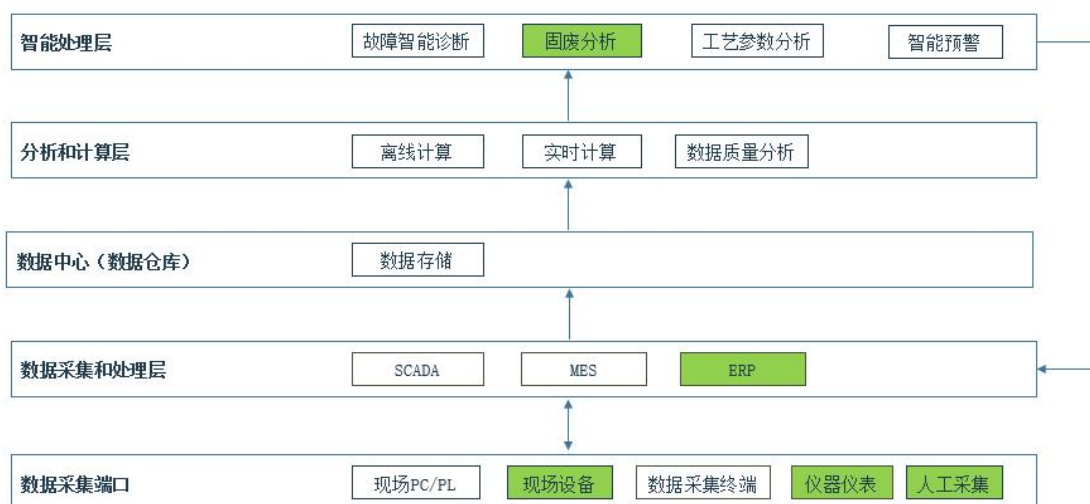 智能处理层 故障智能诊断 固废分析 工艺参数分析 智能预警
分析和计算层 离线计算 实时计算 数据质量分析
数据中心（数据仓库） 数据存储
数据采集和处理层 SCADA MES ERP
数据采集端口 现场PC/PL 现场设备 数据采集终端 仪器仪表 人工采集